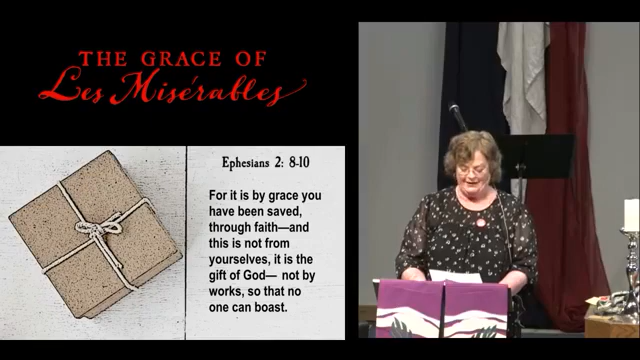 THE GRACE OF
Les Misérables
Ephesians 2: 8-10
For it is by grace you
have been saved,
through faith—and
this is not from
yourselves, it is the
gift of God— not by
works, so that no
one can boast.